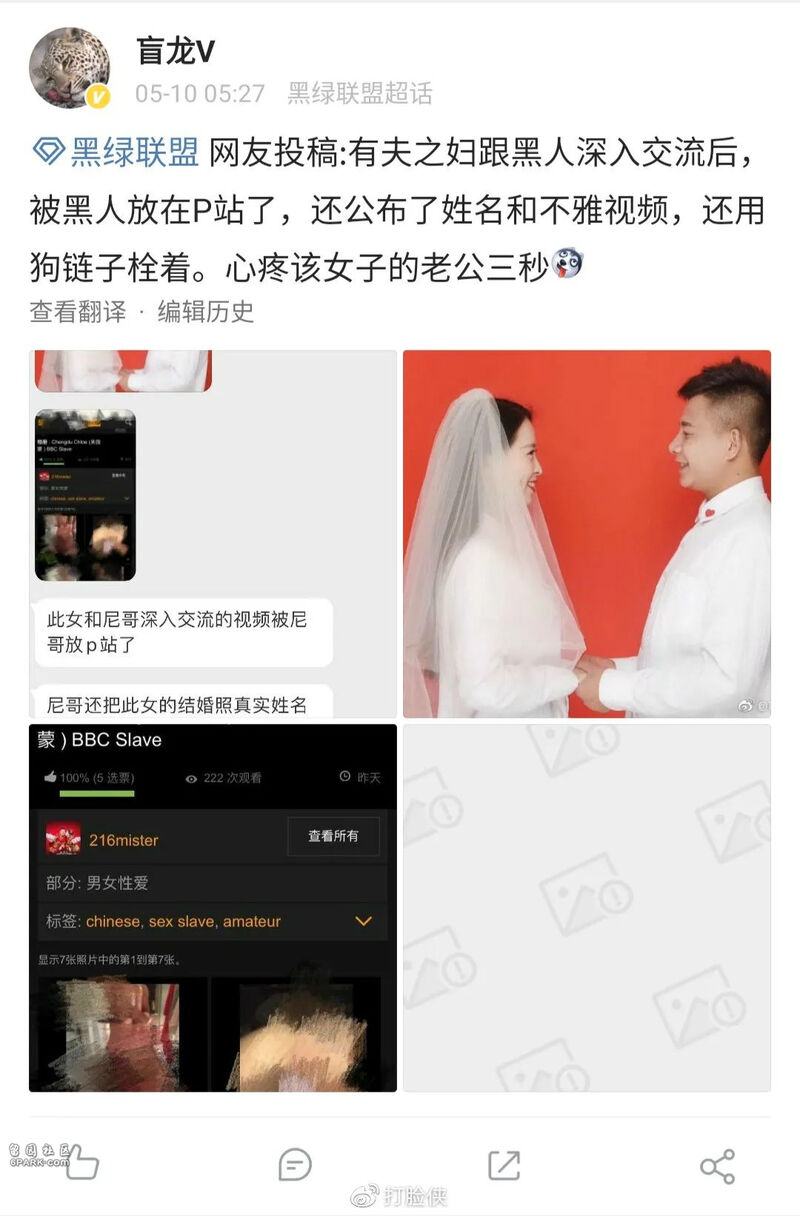 盲龙V
05-10 05:27 黑绿联盟超话
黑绿联盟 网友投稿:有夫之妇跟黑人深入交流后，
被黑人放在P站了，还公布了姓名和不雅视频，还用
狗链子栓着。心疼该女子的老公三秒
查看翻译 · 编辑历史
此女和尼哥深入交流的视频被尼
哥放p站了
尼哥还把此女的结婚照真实姓名
蒙 ) BBC Slave
100% (5 选票) 222 次观看 昨天
216mister 查看所有
部分: 男女性爱
标签: chinese, sex slave, amateur
显示7张照片中的第1到第7张。
留园社区
6PARK.com
打脸侠